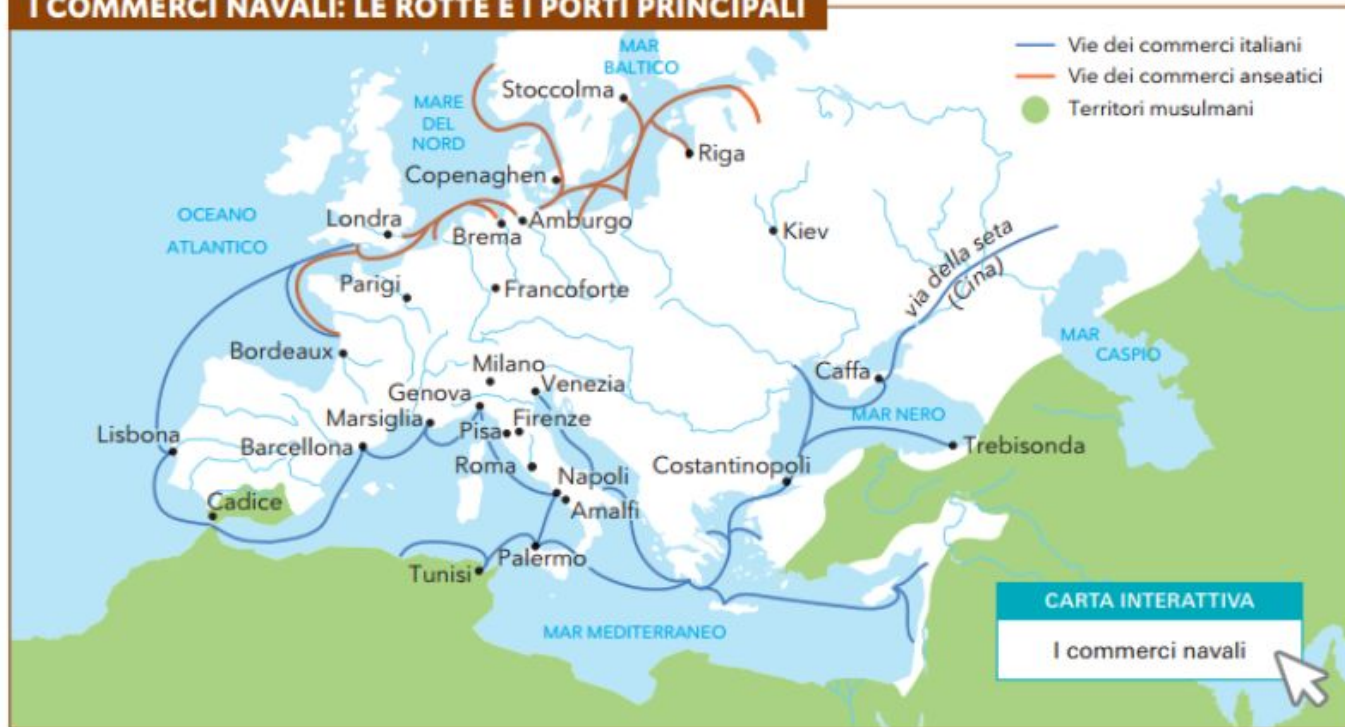 I COMMERCI NAVALI: LE ROTTE E I PORTI PRINCIPALI
Vie dei commerci italiani
Vie dei commerci anseatici
Territori musulmani
MAR
BALTICO
Stoccolma
MARE
DEL
NORD
Riga
Copenaghen
OCEANO
ATLANTICO
Londra
Brema
Amburgo
Kiev
via della seta
(Cina)
Parigi
Francoforte
MAR
CASPIO
Bordeaux
Milano
Venezia
Caffa
Genova
Marsiglia
Pisa
Firenze
MAR NERO
Lisbona
Barcellona
Roma
Napoli
Costantinopoli
Trebisonda
Cadice
Amalfi
Palermo
Tunisi
MAR MEDITERRANEO
CARTA INTERATTIVA
I commerci navali